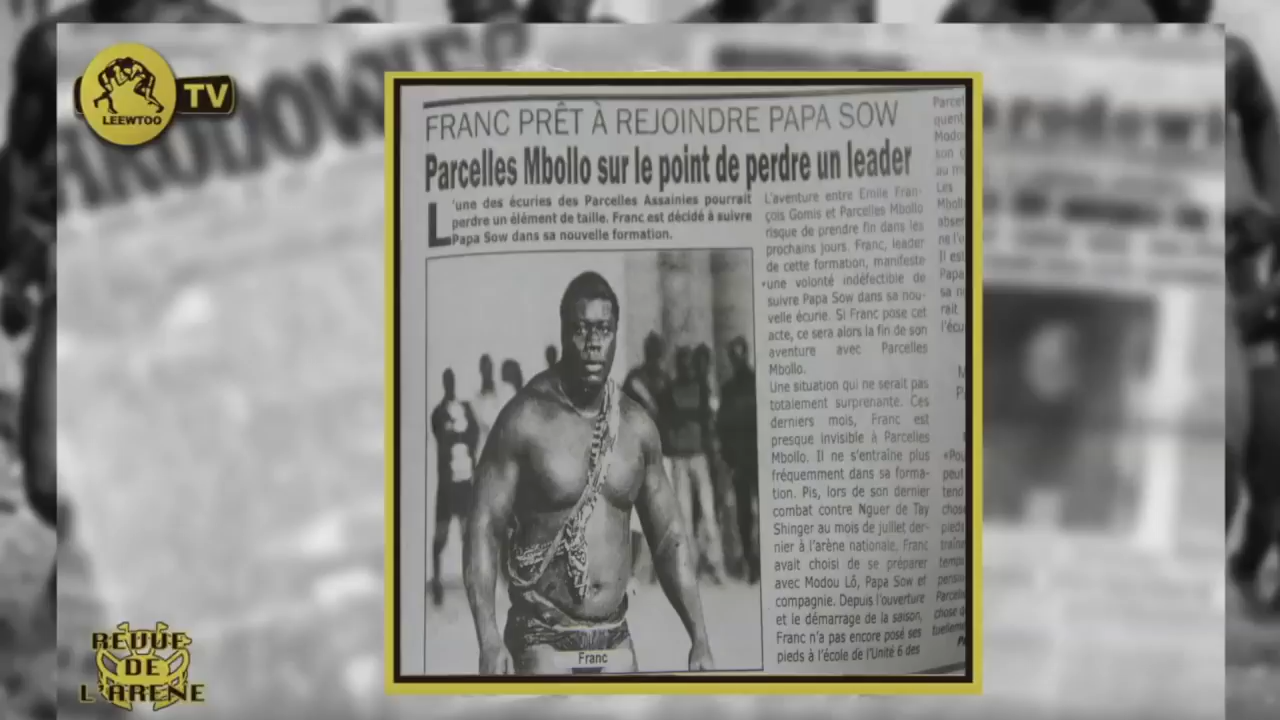 LEEWTOO
TV
FRANC PRÊT À REJOINDRE PAPA SOW
Parcelles Mbollo sur le point de perdre un leader
L'une des écuries des Parcelles Assainies pourrait
perdre un élément de taille. Franc est décidé à suivre
Papa Sow dans sa nouvelle formation.
Franc
L'aventure entre Emile Fran-
çois Gomis et Parcelles Mbollo
risque de prendre fin dans les
prochains jours. Franc, leader
de cette formation, manifeste
une volonté indéfectible de
suivre Papa Sow dans sa nou-
velle écurie. Si Franc pose cet
acte, ce sera alors la fin de son
aventure avec Parcelles
Mbollo.
Une situation qui ne serait pas
totalement surprenante. Ces
derniers mois, Franc est
presque invisible à Parcelles
Mbollo. Il ne s'entraîne plus
fréquemment dans sa forma-
tion. Pis, lors de son dernier
combat contre Nguer de Tay
Shinger au mois de juillet der-
nier à l'arène nationale, Franc
avait choisi de se préparer
avec Modou Lô, Papa Sow et
compagnie. Depuis l'ouverture
et le démarrage de la saison,
Franc n'a pas encore posé ses
pieds à l'école de l'Unité 6 des
REVUE
DE
L'ARENE